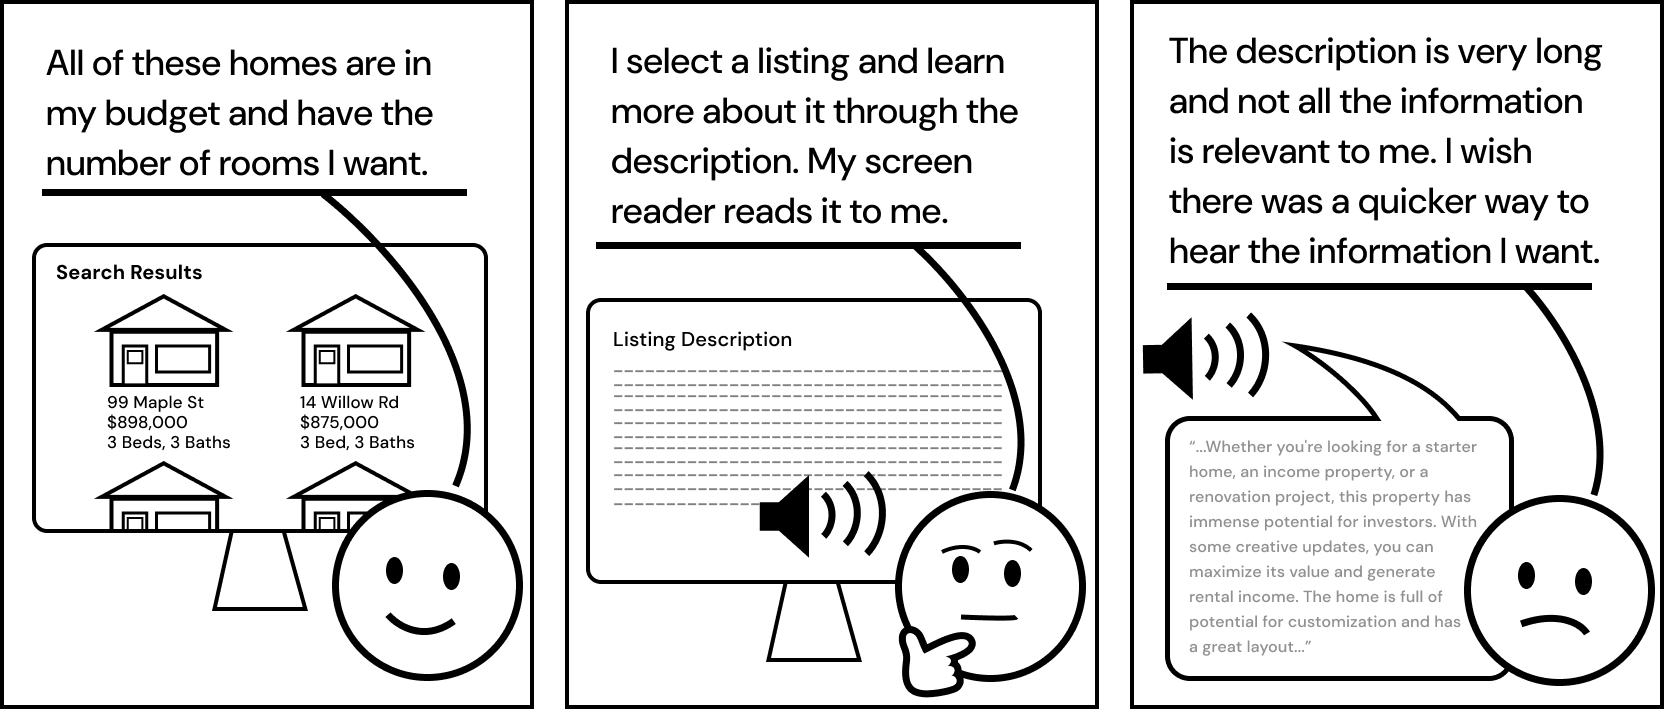 All of these homes are in
my budget and have the
number of rooms I want.
Search Results
99 Maple St
$898,000
3 Beds, 3 Baths
14 Willow Rd
$875,000
3 Bed, 3 Baths
I select a listing and learn
more about it through the
description. My screen
reader reads it to me.
Listing Description
The description is very long
and not all the information
is relevant to me. I wish
there was a quicker way to
hear the information I want.
“...Whether you're looking for a starter
home, an income property, or a
renovation project, this property has
immense potential for investors. With
some creative updates, you can
maximize its value and generate
rental income. The home is full of
potential for customization and has
a great layout...”